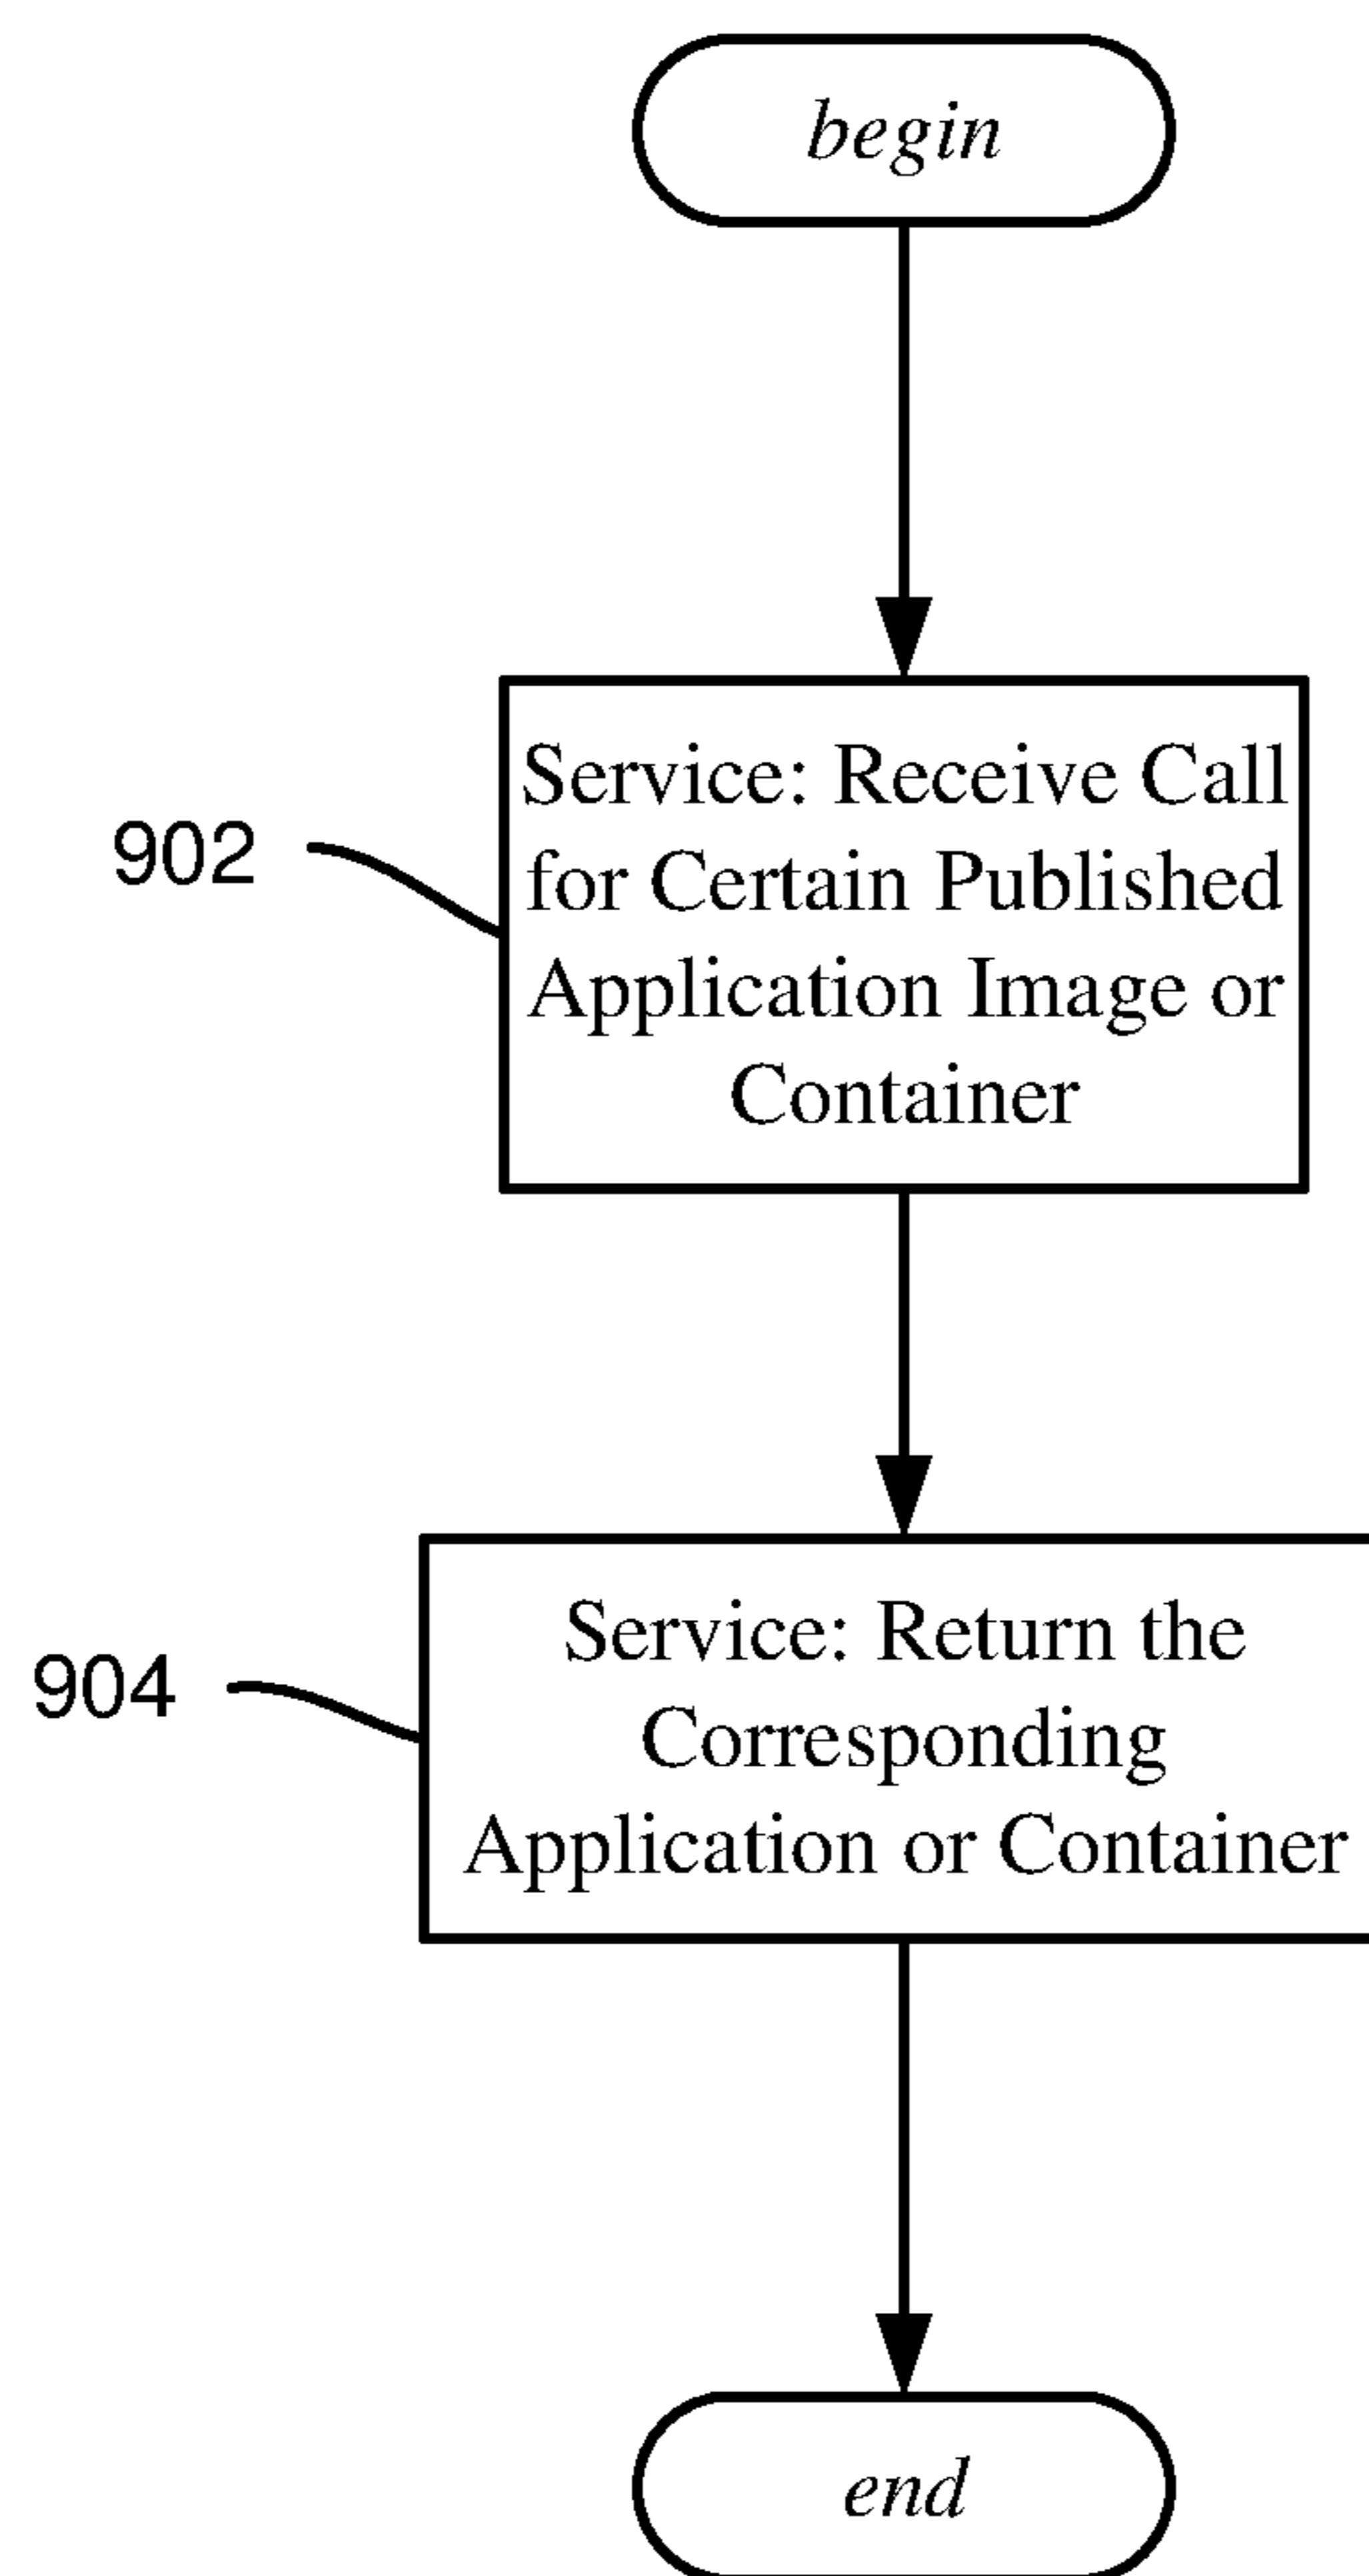 begin
Service: Receive Call
for Certain Published
Application Image or
Container
902
Service: Return the
Corresponding
Application or Container
904
end